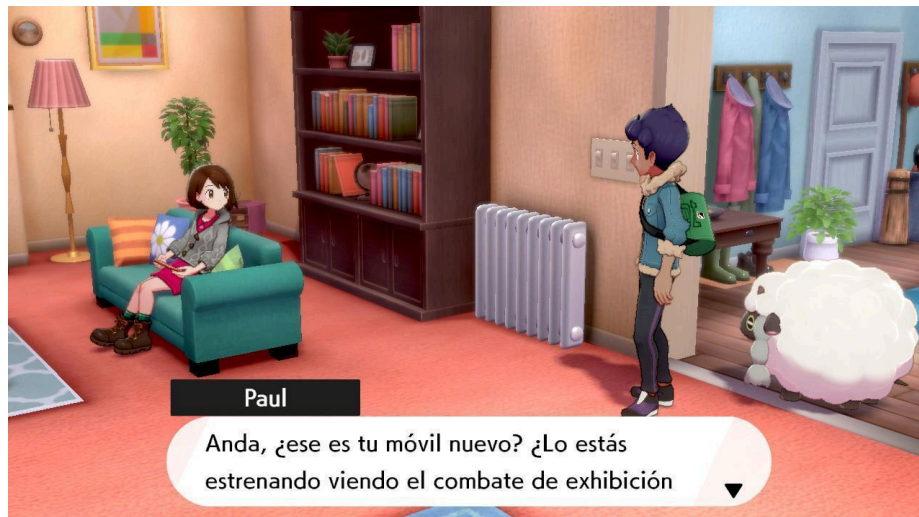 Paul
Anda, ¿ese es tu móvil nuevo? ¿Lo estás
estrenando viendo el combate de exhibición